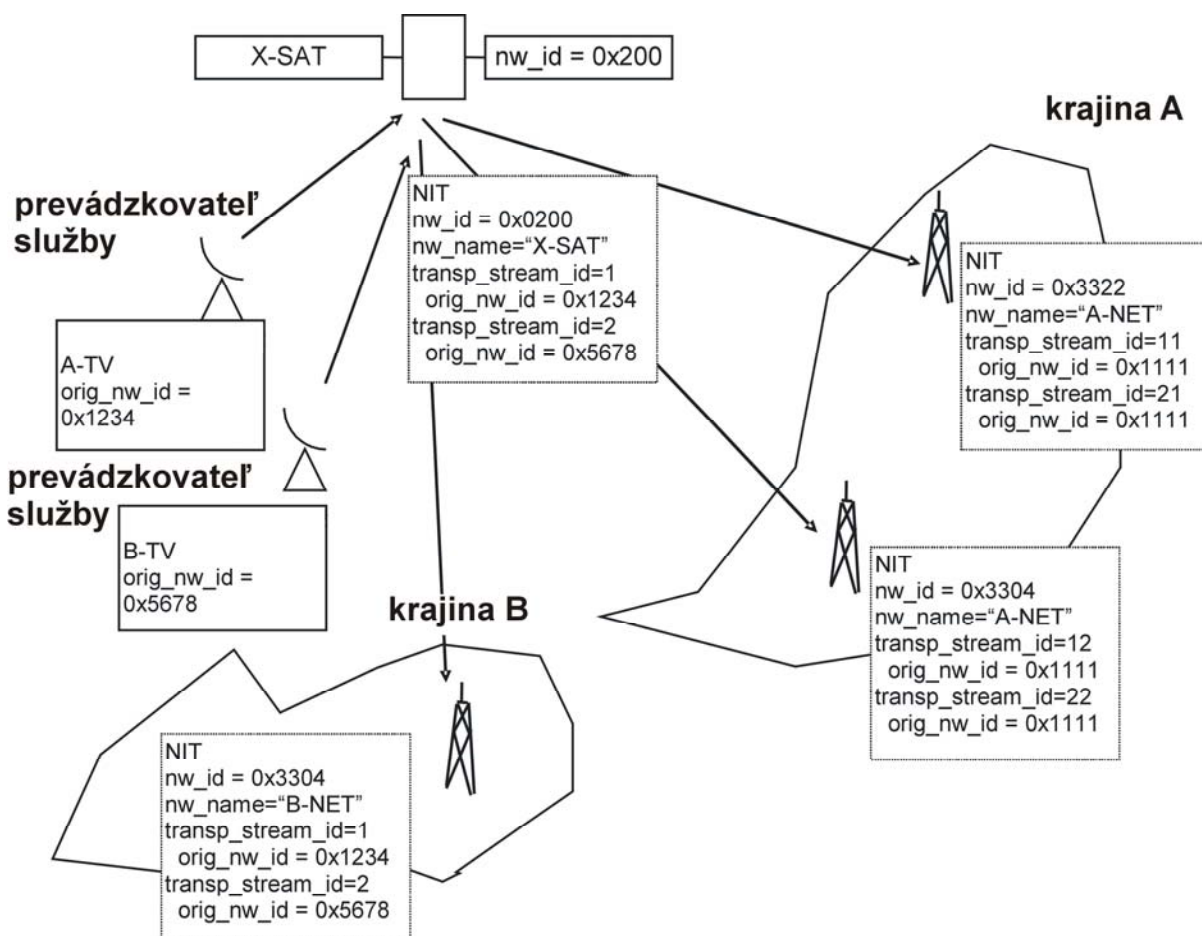 X-SAT
nw_id = 0x200
krajina A
prevádzkovateľ
služby
NIT
nw_id = 0x0200
nw_name="X-SAT"
transp_stream_id=1
orig_nw_id = 0x1234
transp_stream_id=2
orig_nw_id = 0x5678
NIT
nw_id = 0x3322
nw_name="A-NET"
transp_stream_id=11
orig_nw_id = 0x1111
transp_stream_id=21
orig_nw_id = 0x1111
A-TV
orig_nw_id =
0x1234
prevádzkovateľ
služby
B-TV
orig_nw_id =
0x5678
krajina B
NIT
nw_id = 0x3304
nw_name="A-NET"
transp_stream_id=12
orig_nw_id = 0x1111
transp_stream_id=22
orig_nw_id = 0x1111
NIT
nw_id = 0x3304
nw_name="B-NET"
transp_stream_id=1
orig_nw_id = 0x1234
transp_stream_id=2
orig_nw_id = 0x5678